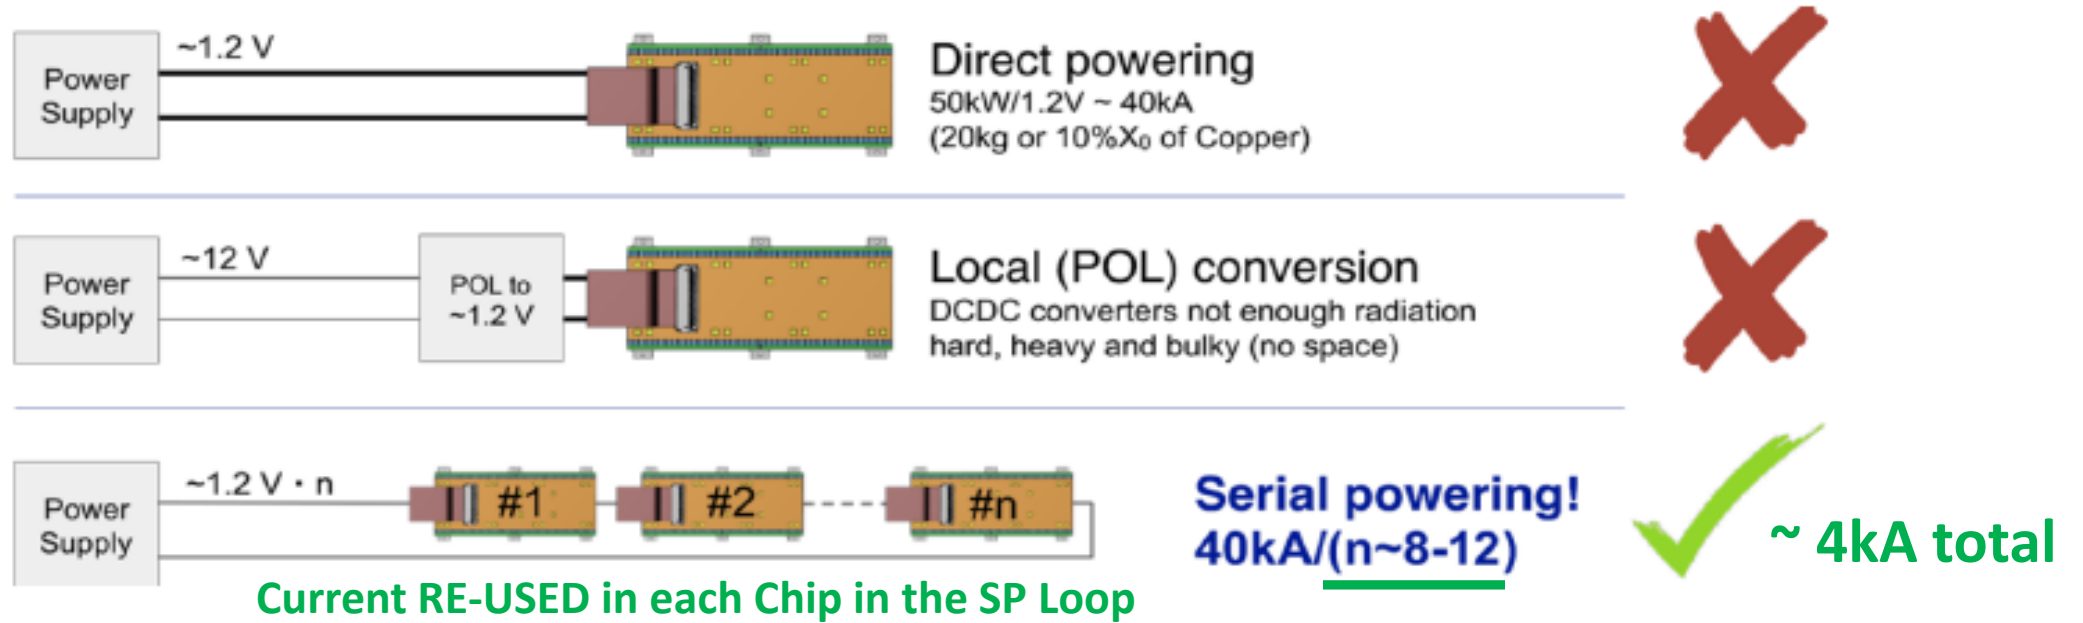 Power
Supply
~1.2 V
Direct powering
50kW/1.2V ~ 40kA
(20kg or 10%X₀ of Copper)
Power
Supply
~12 V
POL to
~1.2 V
Local (POL) conversion
DCDC converters not enough radiation
hard, heavy and bulky (no space)
Power
Supply
~1.2 V · n
#1
#2
#n
Serial powering!
40kA/(n~8-12)
~ 4kA total
Current RE-USED in each Chip in the SP Loop